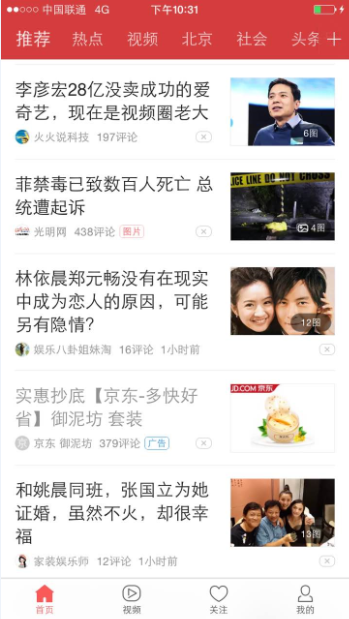 中国联通 4G 下午10:31
推荐 热点 视频 北京 社会 头条
李彦宏28亿没卖成功的爱
奇艺，现在是视频圈老大
6图
火火说科技 197评论
菲禁毒已致数百人死亡 总
统遭起诉
POLICE LINE DO NOT CROSS
4图
光明网 438评论 图片
林依晨郑元畅没有在现实
中成为恋人的原因，可能
另有隐情?
12图
娱乐八卦姐妹淘 16评论 1小时前
实惠抄底【京东-多快好
省】御泥坊 套装
JD.COM 京东
京东 御泥坊 379评论 广告
和姚晨同班，张国立为她
证婚，虽然不火，却很幸
福
13图
家装娱乐师 12评论 1小时前
首页 视频 关注 我的